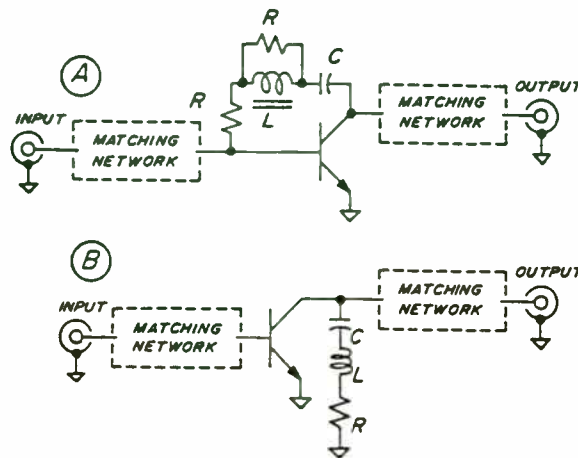 A
R
C
R
L
INPUT
MATCHING
NETWORK
MATCHING
NETWORK
OUTPUT
B
INPUT
MATCHING
NETWORK
C
L
R
MATCHING
NETWORK
OUTPUT